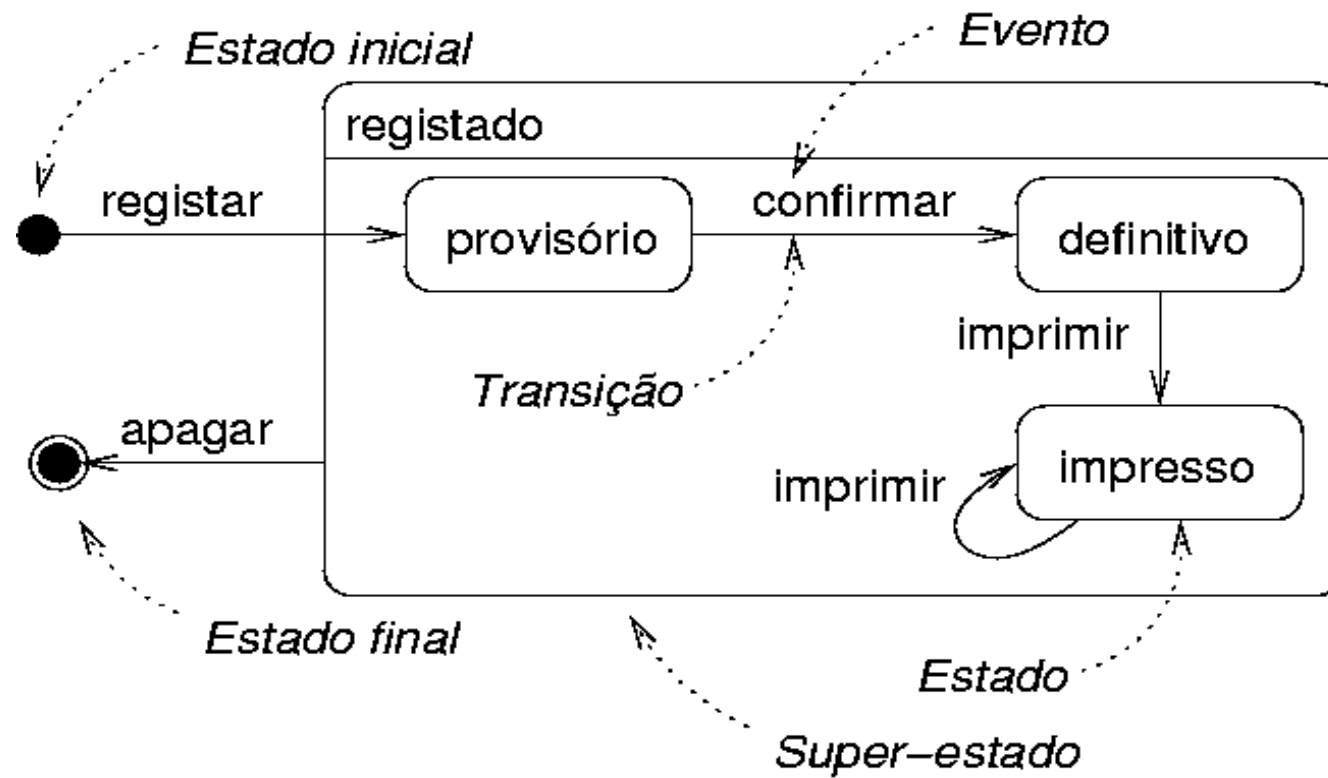 Estado inicial
Evento
registado
registar
confirmar
provisório
definitivo
imprimir
Transição
apagar
impresso
imprimir
Estado final
Estado
Super-estado